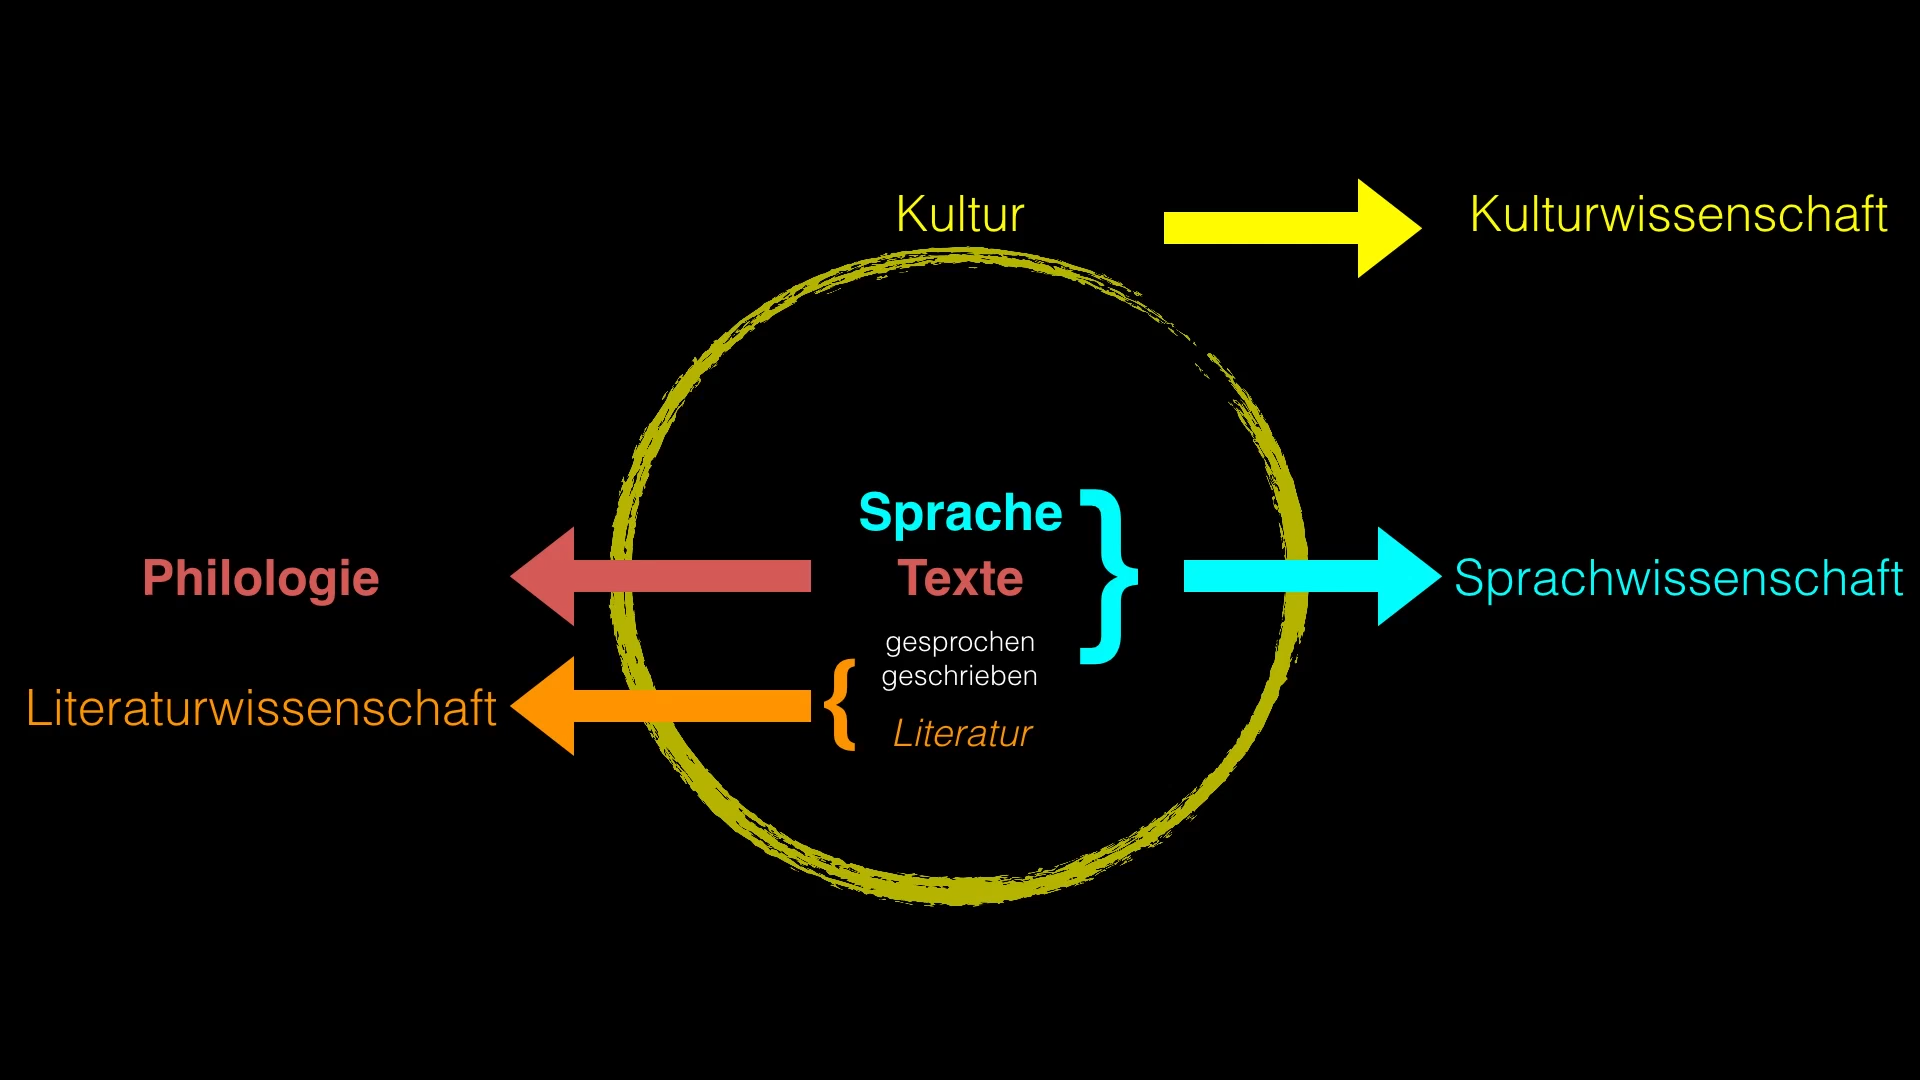 Kultur
Kulturwissenschaft
Sprache
Philologie
Texte
Sprachwissenschaft
gesprochen
geschrieben
Literaturwissenschaft
Literatur